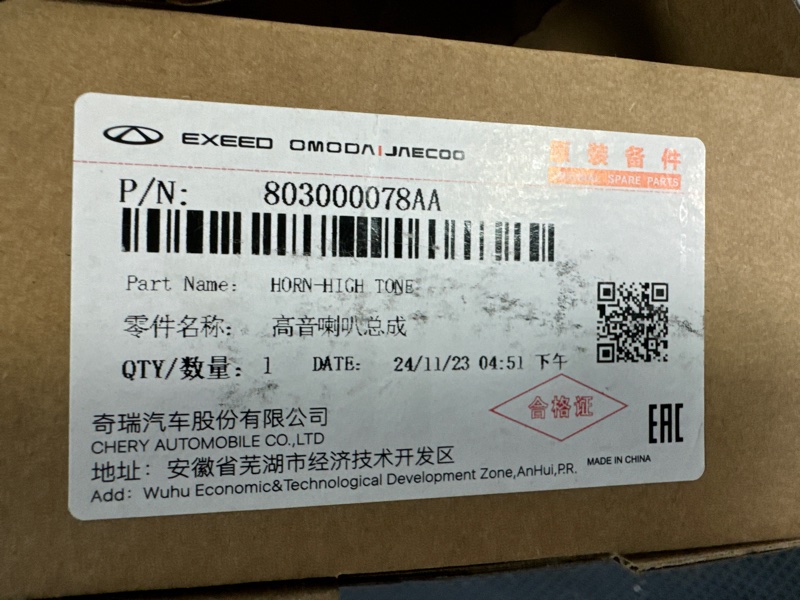 EXEED OMODA|JAECOO
原装备件
SPARE PARTS
P/N: 803000078AA
Part Name: HORN-HIGH TONE
零件名称: 高音喇叭总成
QTY/数量: 1 DATE: 24/11/23 04:51 下午
合格证
EAC
奇瑞汽车股份有限公司
CHERY AUTOMOBILE CO.,LTD
地址：安徽省芜湖市经济技术开发区
MADE IN CHINA
Add：Wuhu Economic&Technological Development Zone,AnHui,P.R.